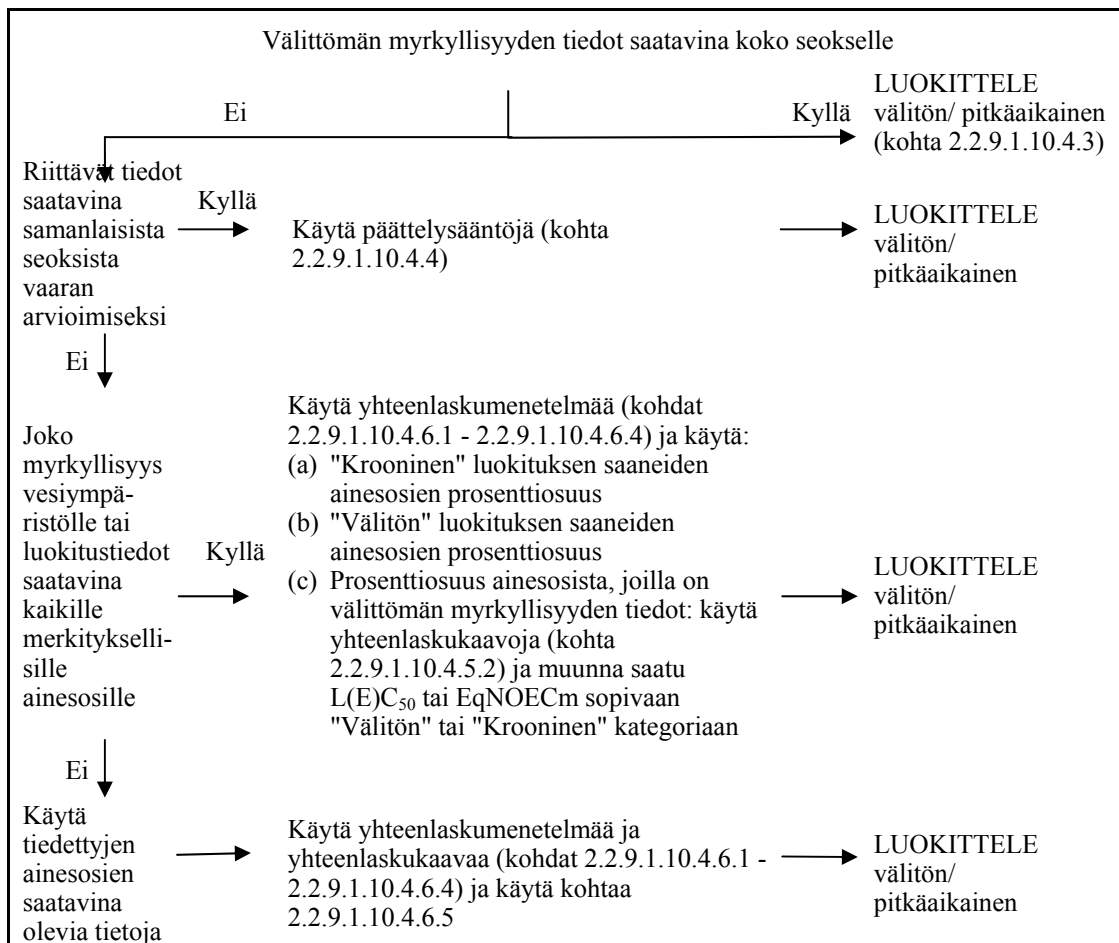 Välittömän myrkyllisyyden tiedot saatavina koko seokselle
Ei
Kyllä
LUOKITTELE
välitön/ pitkäaikainen
(kohta 2.2.9.1.10.4.3)
Riittävät tiedot
saatavina
samanlaisista
seoksista
vaaran
arvioimiseksi
Kyllä
Käytä päättelysääntöjä (kohta
2.2.9.1.10.4.4)
LUOKITTELE
välitön/
pitkäaikainen
Ei
Joko
myrkyllisyys
vesiympä-
ristölle tai
luokitustiedot
saatavina
kaikille
merkitykselli-
sille
ainesosille
Kyllä
Käytä yhteenlaskumenetelmää (kohdat
2.2.9.1.10.4.6.1 - 2.2.9.1.10.4.6.4) ja käytä:
(a) "Krooninen" luokituksen saaneiden
ainesosien prosenttiosuus
(b) "Välitön" luokituksen saaneiden
ainesosien prosenttiosuus
(c) Prosenttiosuus ainesosista, joilla on
välittömän myrkyllisyyden tiedot: käytä
yhteenlaskukaavoja (kohta
2.2.9.1.10.4.5.2) ja muunna saatu
L(E)C₅₀ tai EqNOECm sopivaan
"Välitön" tai "Krooninen" kategoriaan
LUOKITTELE
välitön/
pitkäaikainen
Ei
Käytä
tiedettyjen
ainesosien
saatavina
olevia tietoja
Käytä yhteenlaskumenetelmää ja
yhteenlaskukaavaa (kohdat 2.2.9.1.10.4.6.1 -
2.2.9.1.10.4.6.4) ja käytä kohtaa
2.2.9.1.10.4.6.5
LUOKITTELE
välitön/
pitkäaikainen